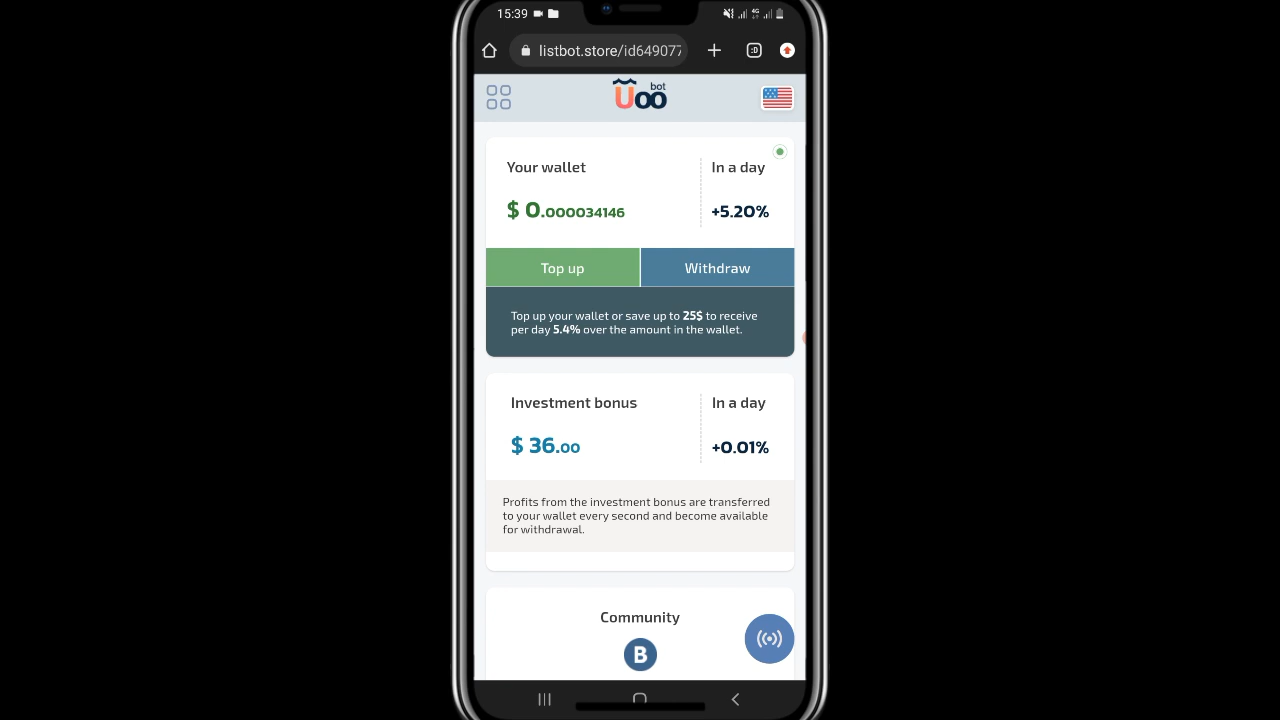 15:39
4G
listbot.store/id649077
:D
Uoo bot
Your wallet
In a day
$ 0.000034146
+5.20%
Top up
Withdraw
Top up your wallet or save up to 25$ to receive
per day 5.4% over the amount in the wallet.
Investment bonus
In a day
$ 36.00
+0.01%
Profits from the investment bonus are transferred
to your wallet every second and become available
for withdrawal.
Community
B